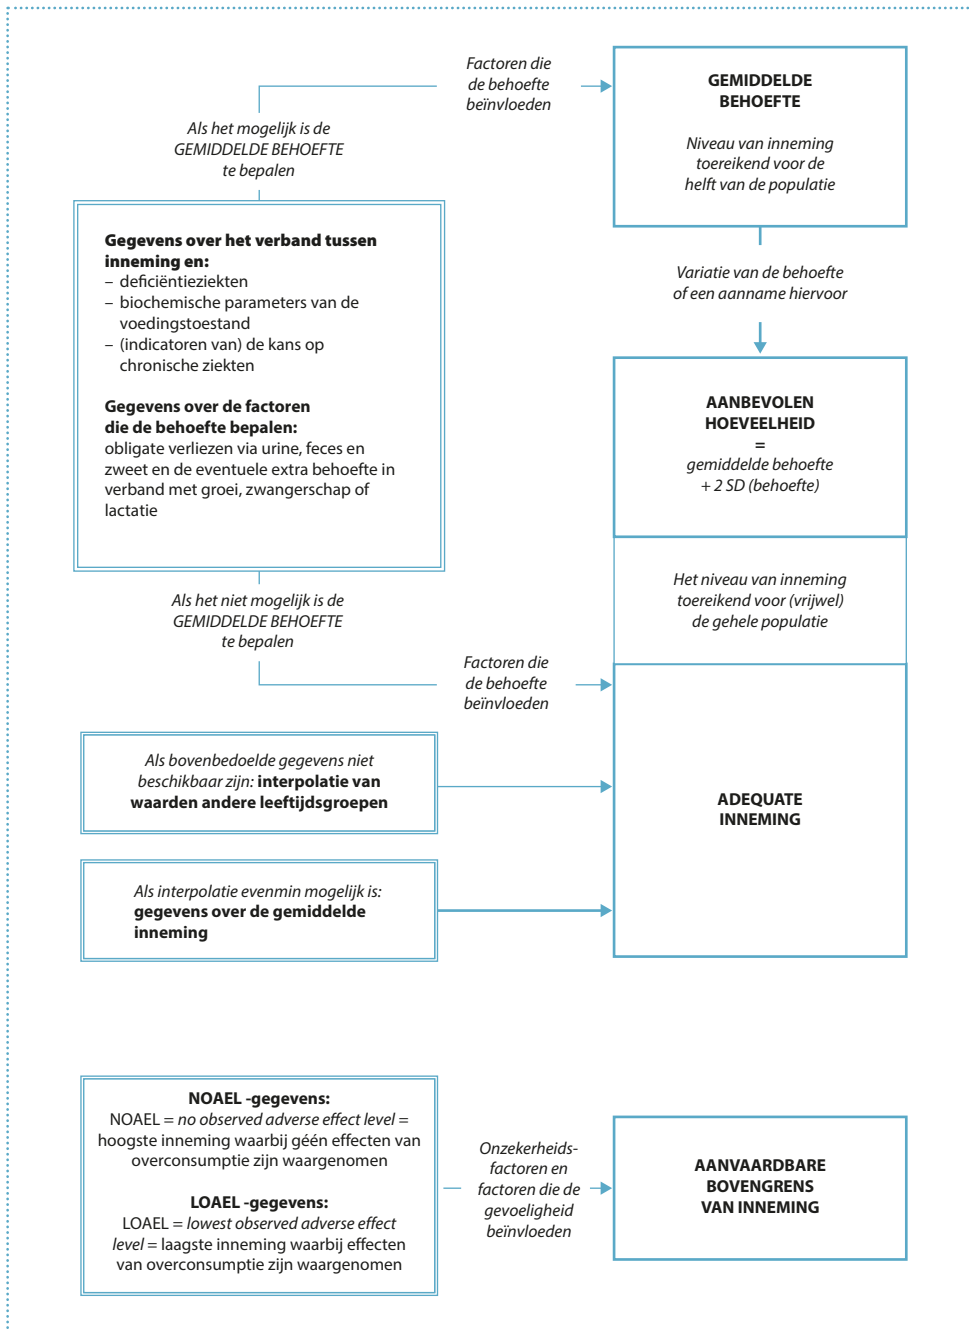 Factoren die
de behoefte
beïnvloeden
GEMIDDELDE
BEHOEFTE
Niveau van inneming
toereikend voor de
helft van de populatie
Als het mogelijk is de
GEMIDDELDE BEHOEFTE
te bepalen
Gegevens over het verband tussen
inneming en:
– deficiëntieziekten
– biochemische parameters van de
voedingstoestand
– (indicatoren van) de kans op
chronische ziekten
Gegevens over de factoren
die de behoefte bepalen:
obligate verliezen via urine, feces en
zweet en de eventuele extra behoefte in
verband met groei, zwangerschap of
lactatie
Variatie van de behoefte
of een aanname hiervoor
AANBEVOLEN
HOEVEELHEID
=
gemiddelde behoefte
+ 2 SD (behoefte)
Het niveau van inneming
toereikend voor (vrijwel)
de gehele populatie
Als het niet mogelijk is de
GEMIDDELDE BEHOEFTE
te bepalen
Factoren die
de behoefte
beïnvloeden
Als bovenbedoelde gegevens niet
beschikbaar zijn: interpolatie van
waarden andere leeftijdsgroepen
ADEQUATE
INNEMING
Als interpolatie evenmin mogelijk is:
gegevens over de gemiddelde
inneming
NOAEL -gegevens:
NOAEL = no observed adverse effect level =
hoogste inneming waarbij géén effecten van
overconsumptie zijn waargenomen
LOAEL -gegevens:
LOAEL = lowest observed adverse effect
level = laagste inneming waarbij effecten
van overconsumptie zijn waargenomen
Onzekerheids-
factoren en
factoren die de
gevoeligheid
beïnvloeden
AANVAARDBARE
BOVENGRENS
VAN INNEMING